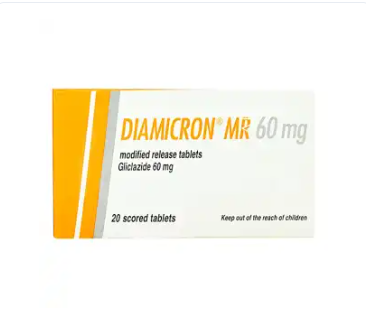 DIAMICRON® MR 60 mg
modified release tablets
Gliclazide 60 mg
20 scored tablets
Keep out of the reach of children